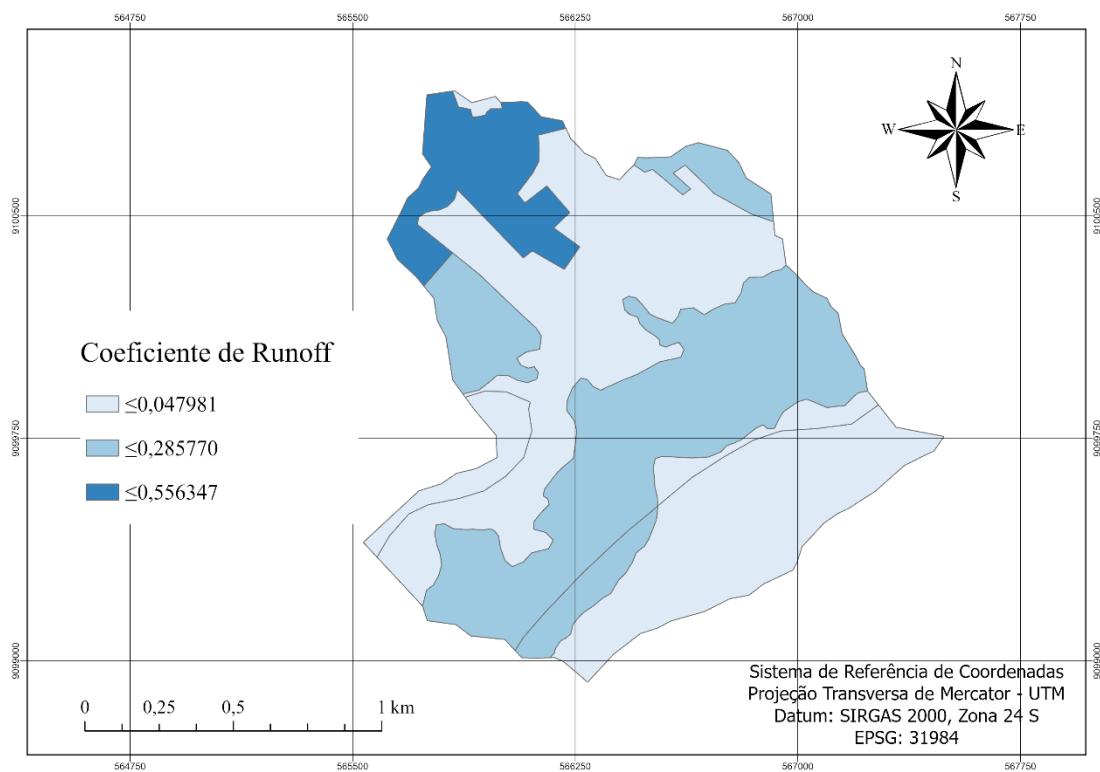 564750
565500
566250
567000
567750
N
W
E
S
9100500
9100500
Coeficiente de Runoff
≤0,047981
≤0,285770
≤0,556347
9099750
9099750
9099000
9099000
0
0,25
0,5
1 km
Sistema de Referência de Coordenadas
Projeção Transversa de Mercator - UTM
Datum: SIRGAS 2000, Zona 24 S
EPSG: 31984
564750
565500
566250
567000
567750